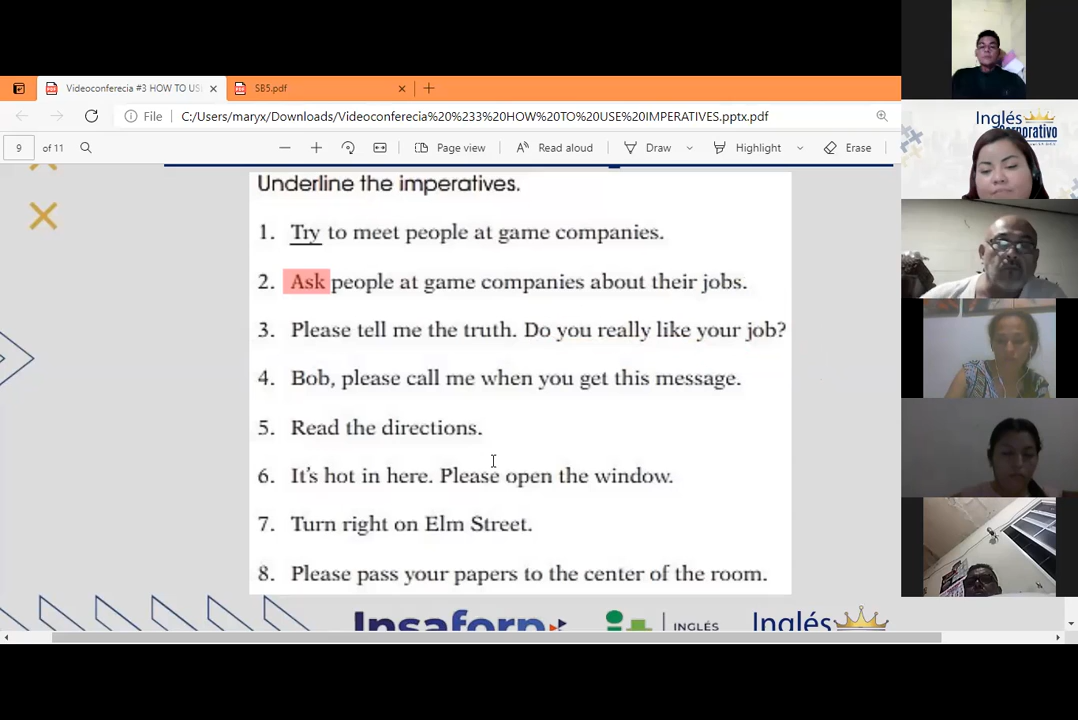 Videoconferecia #3 HOW TO US
SB5.pdf
File
C:/Users/maryx/Downloads/Videoconferecia%20%233%20HOW%20TO%20USE%20IMPERATIVES.pptx.pdf
9 of 11
Page view
Read aloud
Draw
Highlight
Erase
Underline the imperatives.
1. Try to meet people at game companies.
2. Ask people at game companies about their jobs.
3. Please tell me the truth. Do you really like your job?
4. Bob, please call me when you get this message.
5. Read the directions.
6. It's hot in here. Please open the window.
7. Turn right on Elm Street.
8. Please pass your papers to the center of the room.
Insaforp
INGLÉS
Inglés
Inglés
Corporativo